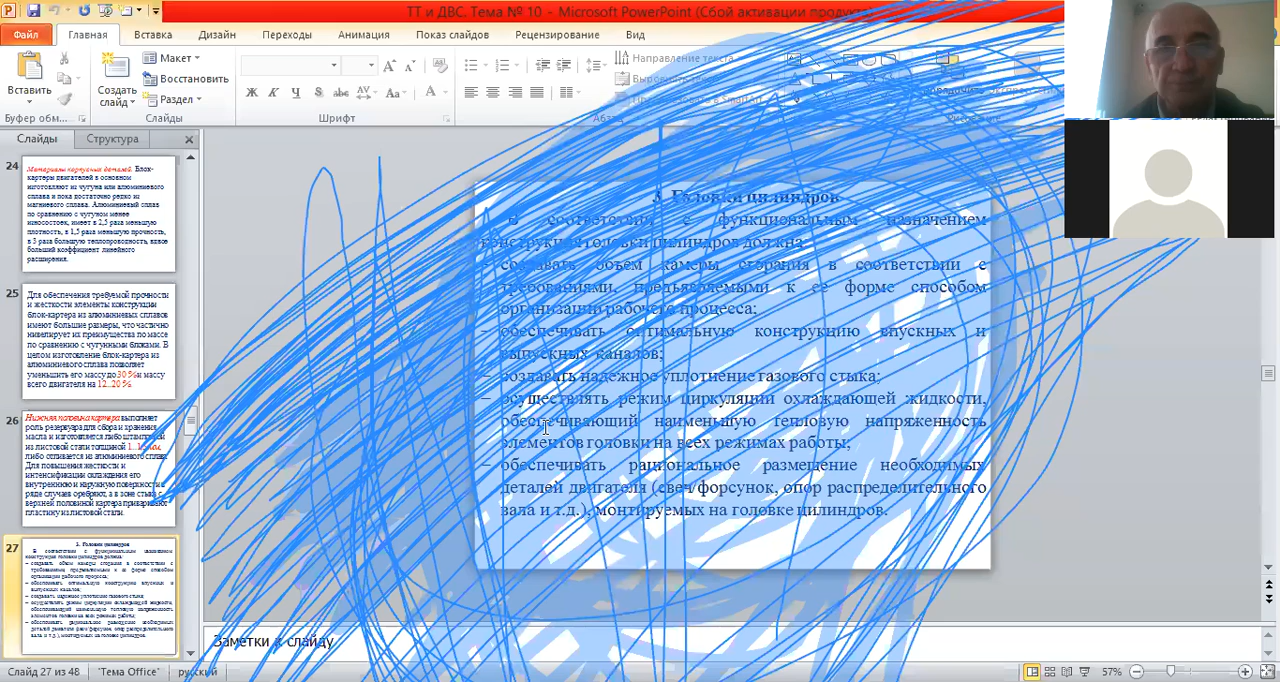 ТТ и ДВС. Тема № 10 - Microsoft PowerPoint (Сбой активации продукта)
Файл Главная Вставка Дизайн Переходы Анимация Показ слайдов Рецензирование Вид
Вставить
Создать слайд
Макет
Восстановить
Раздел
Направление текста
Буфер обм...
Слайды
Шрифт
Слайды Структура
24
Материалы корпусных деталей. Блок-
картеры двигателей в основном
изготовляют из чугуна или алюминиевого
сплава и пока достаточно редко из
магниевого сплава. Алюминиевый сплав
по сравнению с чугуном менее
износостоек, имеет в 2,5 раза меньшую
плотность, в 1,5 раза меньшую прочность,
в 3 раза большую теплопроводность, вдвое
больший коэффициент линейного
расширения.
25
Для обеспечения требуемой прочности
и жесткости элементы конструкции
блок-картера из алюминиевых сплавов
имеют большие размеры, что частично
нивелирует их преимущества по массе
по сравнению с чугунными блоками. В
целом изготовление блок-картера из
алюминиевого сплава позволяет
уменьшить его массу до 30 % и массу
всего двигателя на 12...20 %.
26
Нижняя половина картера выполняет
роль резервуара для сбора и хранения
масла и изготовляется либо штамповкой
из листовой стали толщиной
либо отливается из алюминиевого сплава.
Для повышения жесткости и
интенсификации охлаждения его
внутреннюю и наружную поверхности в
ряде случаев оребряют, а в зоне стыка с
верхней половиной картера приваривают
пластину из листовой стали.
27
3. Головки цилиндров
В соответствии с функциональным назначением
конструкция головки цилиндров должна:
– создавать объем камеры сгорания в соответствии с
требованиями, предъявляемыми к ее форме способом
организации рабочего процесса;
– обеспечивать оптимальную конструкцию впускных и
выпускных каналов;
– создавать надежное уплотнение газового стыка;
– осуществлять режим циркуляции охлаждающей жидкости,
обеспечивающий наименьшую тепловую напряженность
элементов головки на всех режимах работы;
– обеспечивать рациональное размещение необходимых
деталей двигателя (свеч/форсунок, опор распределительного
вала и т.д.), монтируемых на головке цилиндров.
Заметки к слайду
Слайд 27 из 48 "Тема Office" русский 57%